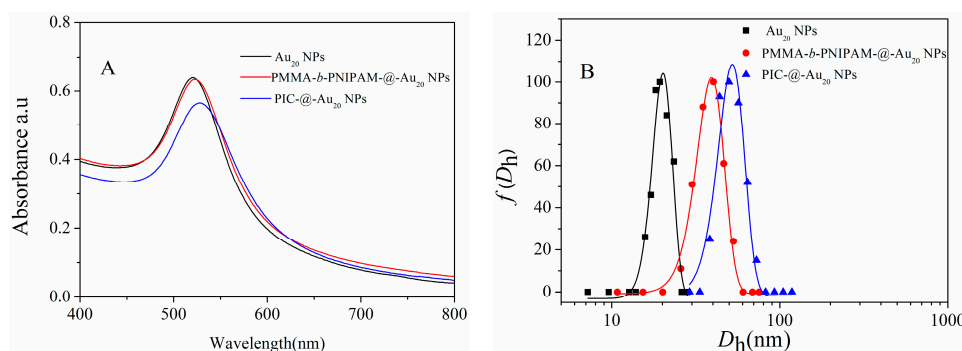 A
Au20 NPs
PMMA-b-PNIPAM-@-Au20 NPs
PIC-@-Au20 NPs
Absorbance a.u
0.8
0.6
0.4
0.2
0.0
400 500 600 700 800
Wavelength(nm)
B
Au20 NPs
PMMA-b-PNIPAM-@-Au20 NPs
PIC-@-Au20 NPs
f (Dh)
120
100
80
60
40
20
0
10 100 1000
Dh(nm)